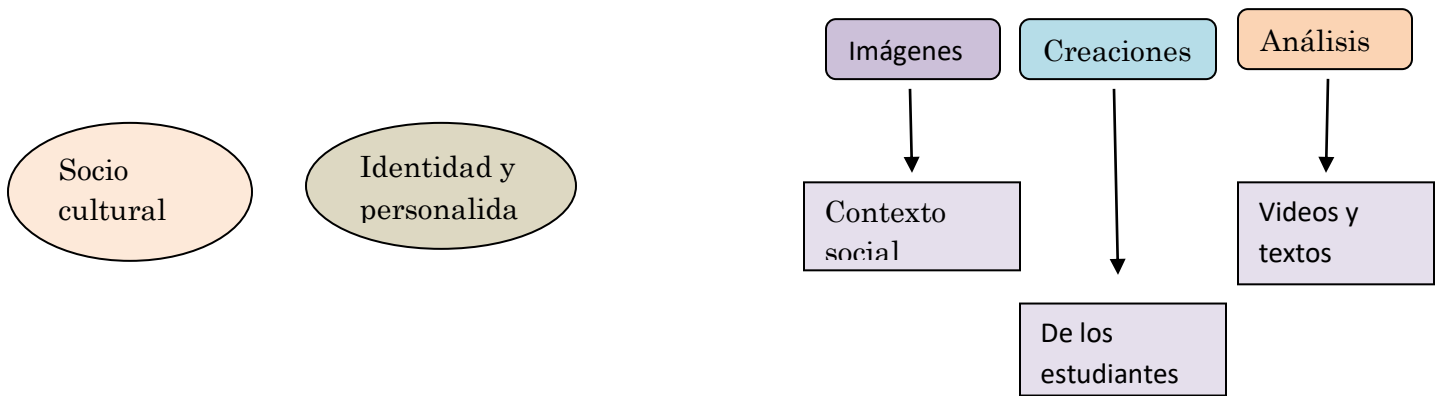 Imágenes
Creaciones
Análisis
Socio
cultural
Identidad y
personalida
Contexto
social
Videos y
textos
De los
estudiantes